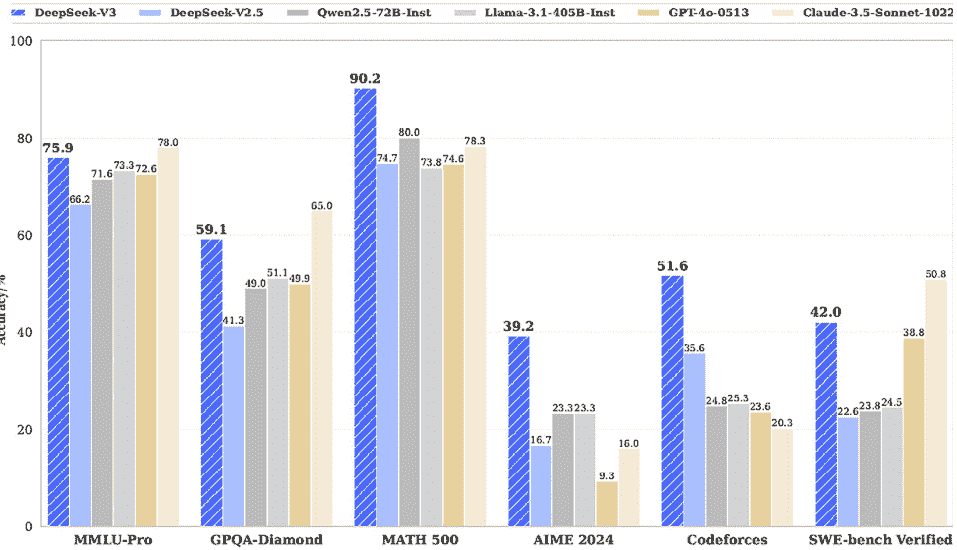 DeepSeek-V3 DeepSeek-V2.5 Qwen2.5-72B-Inst Llama-3.1-405B-Inst GPT-4o-0513 Claude-3.5-Sonnet-1022
100
80
60
40
20
0
Accuracy/%
75.9 66.2 71.6 73.3 72.6 78.0
59.1 41.3 49.0 51.1 49.9 65.0
90.2 74.7 80.0 73.8 74.6 78.3
39.2 16.7 23.3 23.3 9.3 16.0
51.6 35.6 24.8 25.3 23.6 20.3
42.0 22.6 23.8 24.5 38.8 50.8
MMLU-Pro GPQA-Diamond MATH 500 AIME 2024 Codeforces SWE-bench Verified